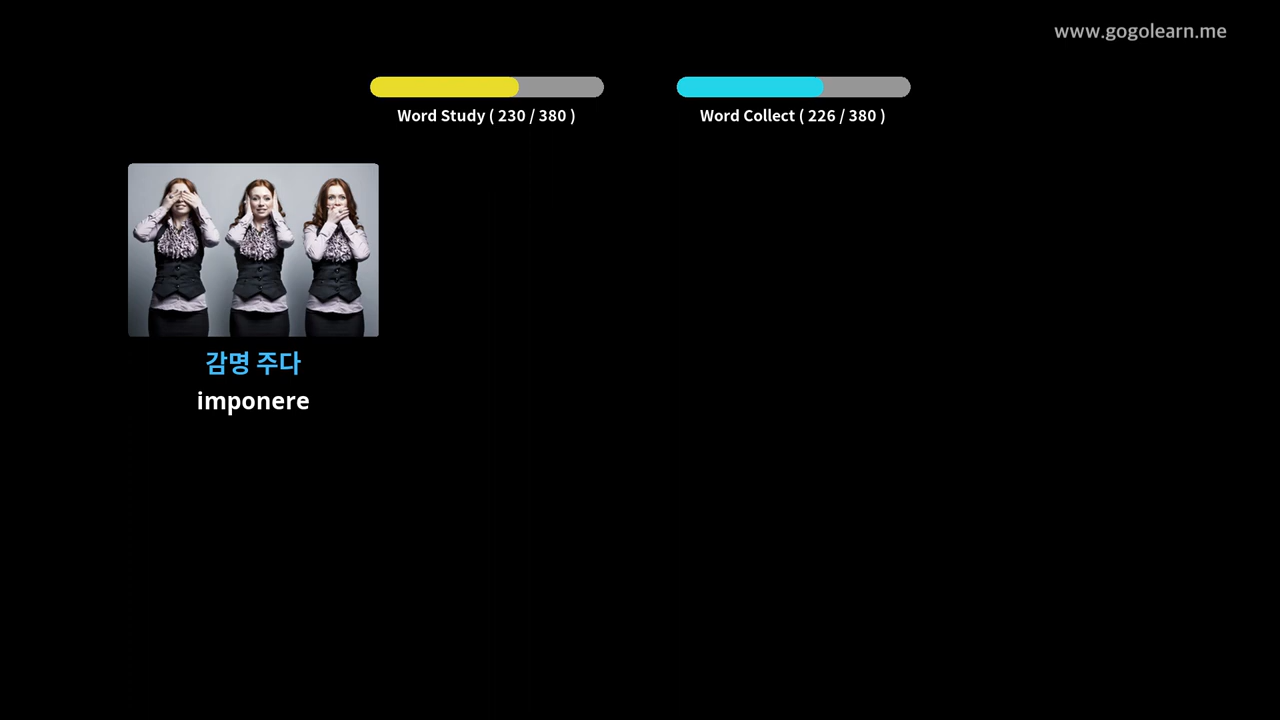 www.gogolearn.me
Word Study ( 230 / 380 )
Word Collect ( 226 / 380 )
감명 주다
imponere